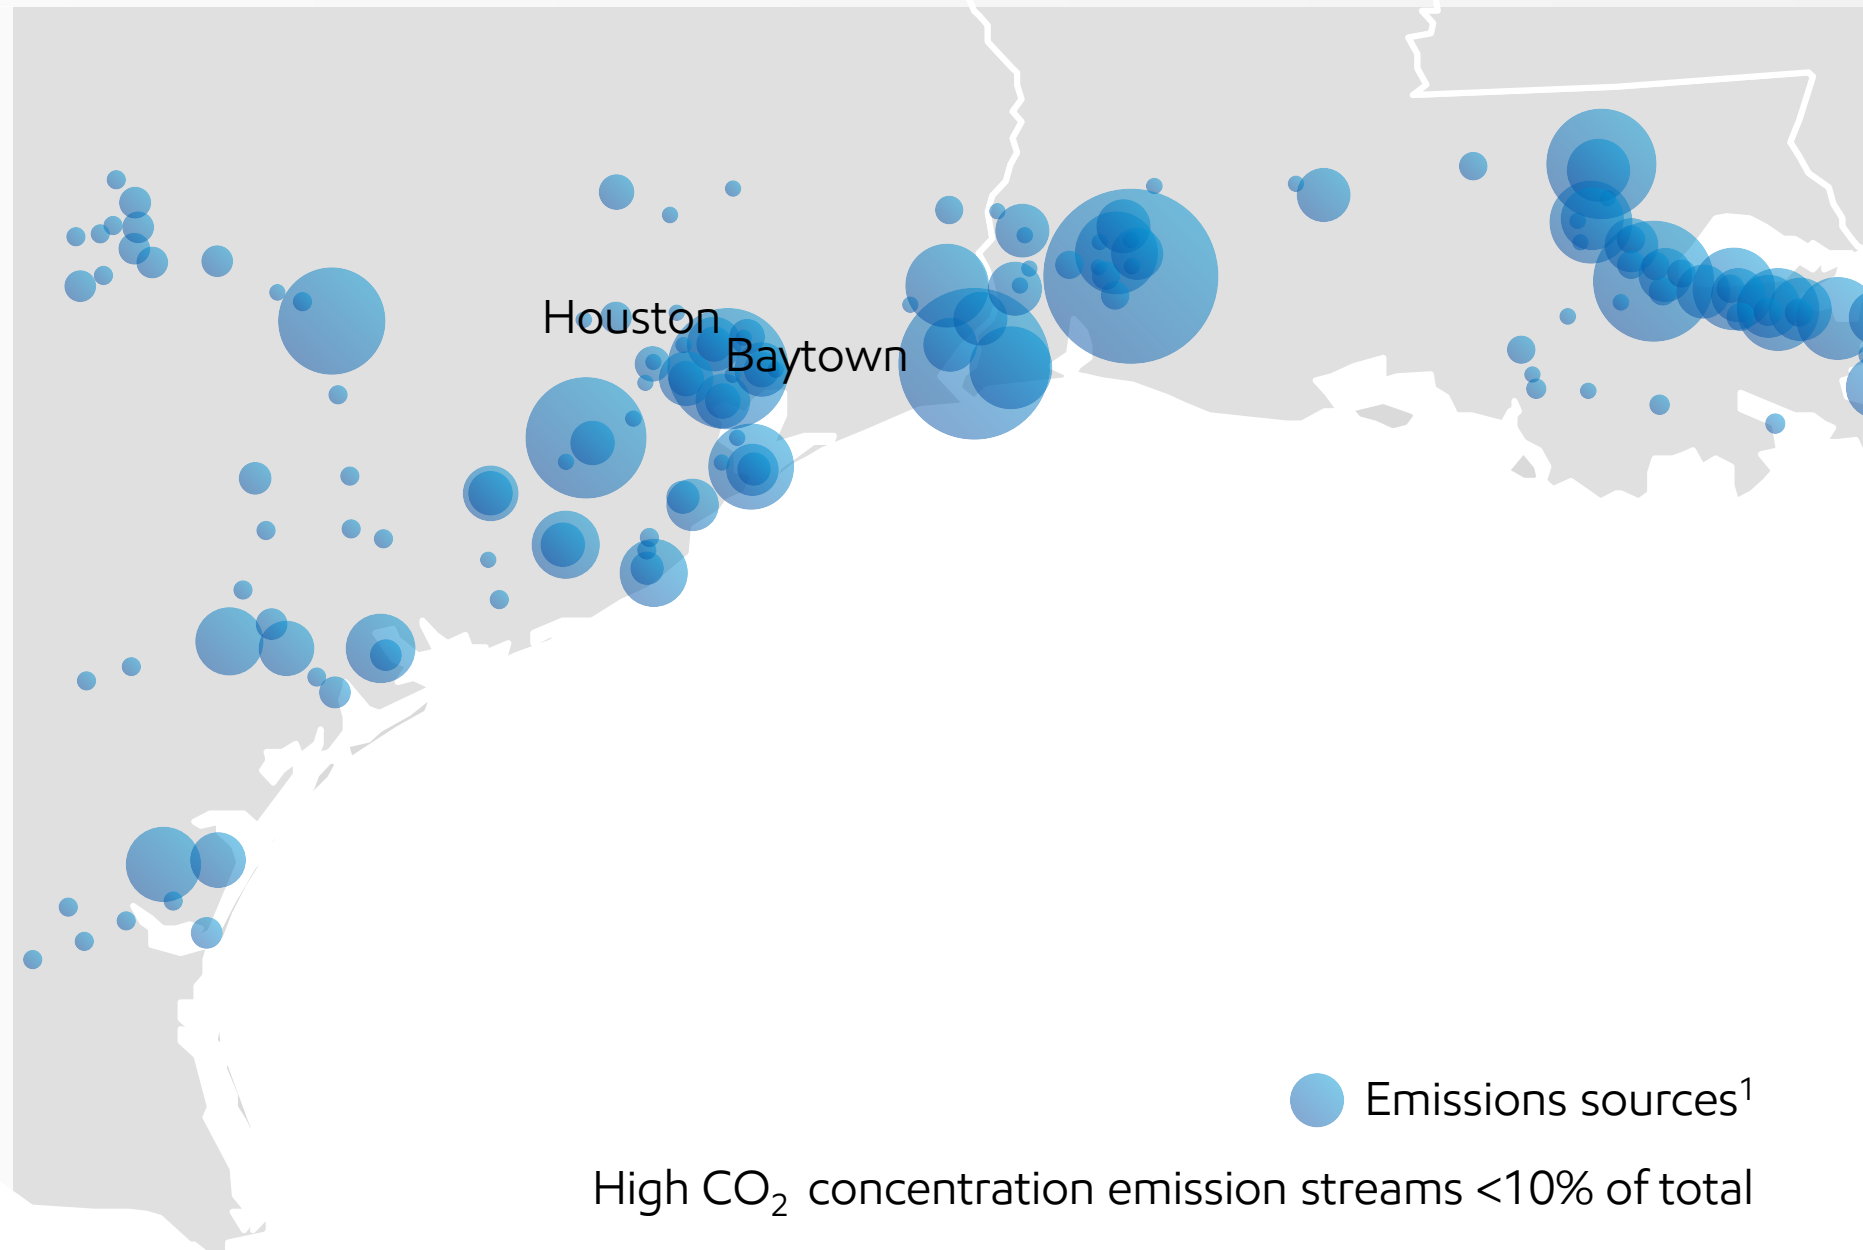 Houston
Baytown
Emissions sources¹
High CO₂ concentration emission streams <10% of total